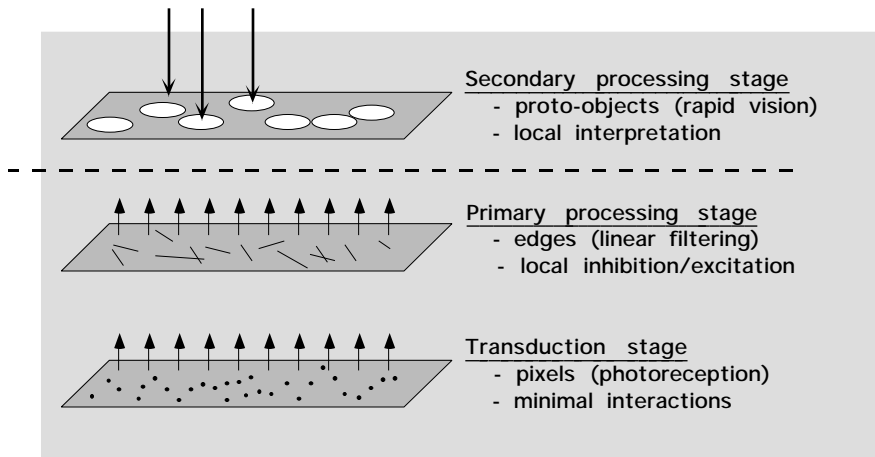 Secondary processing stage
- proto-objects (rapid vision)
- local interpretation
Primary processing stage
- edges (linear filtering)
- local inhibition/excitation
Transduction stage
- pixels (photoreception)
- minimal interactions